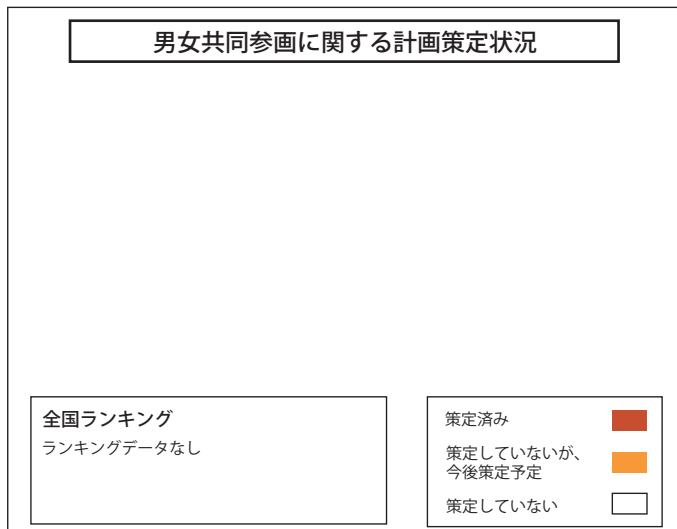 男女共同参画に関する計画策定状況
全国ランキング
ランキングデータなし
策定済み
策定していないが、
今後策定予定
策定していない